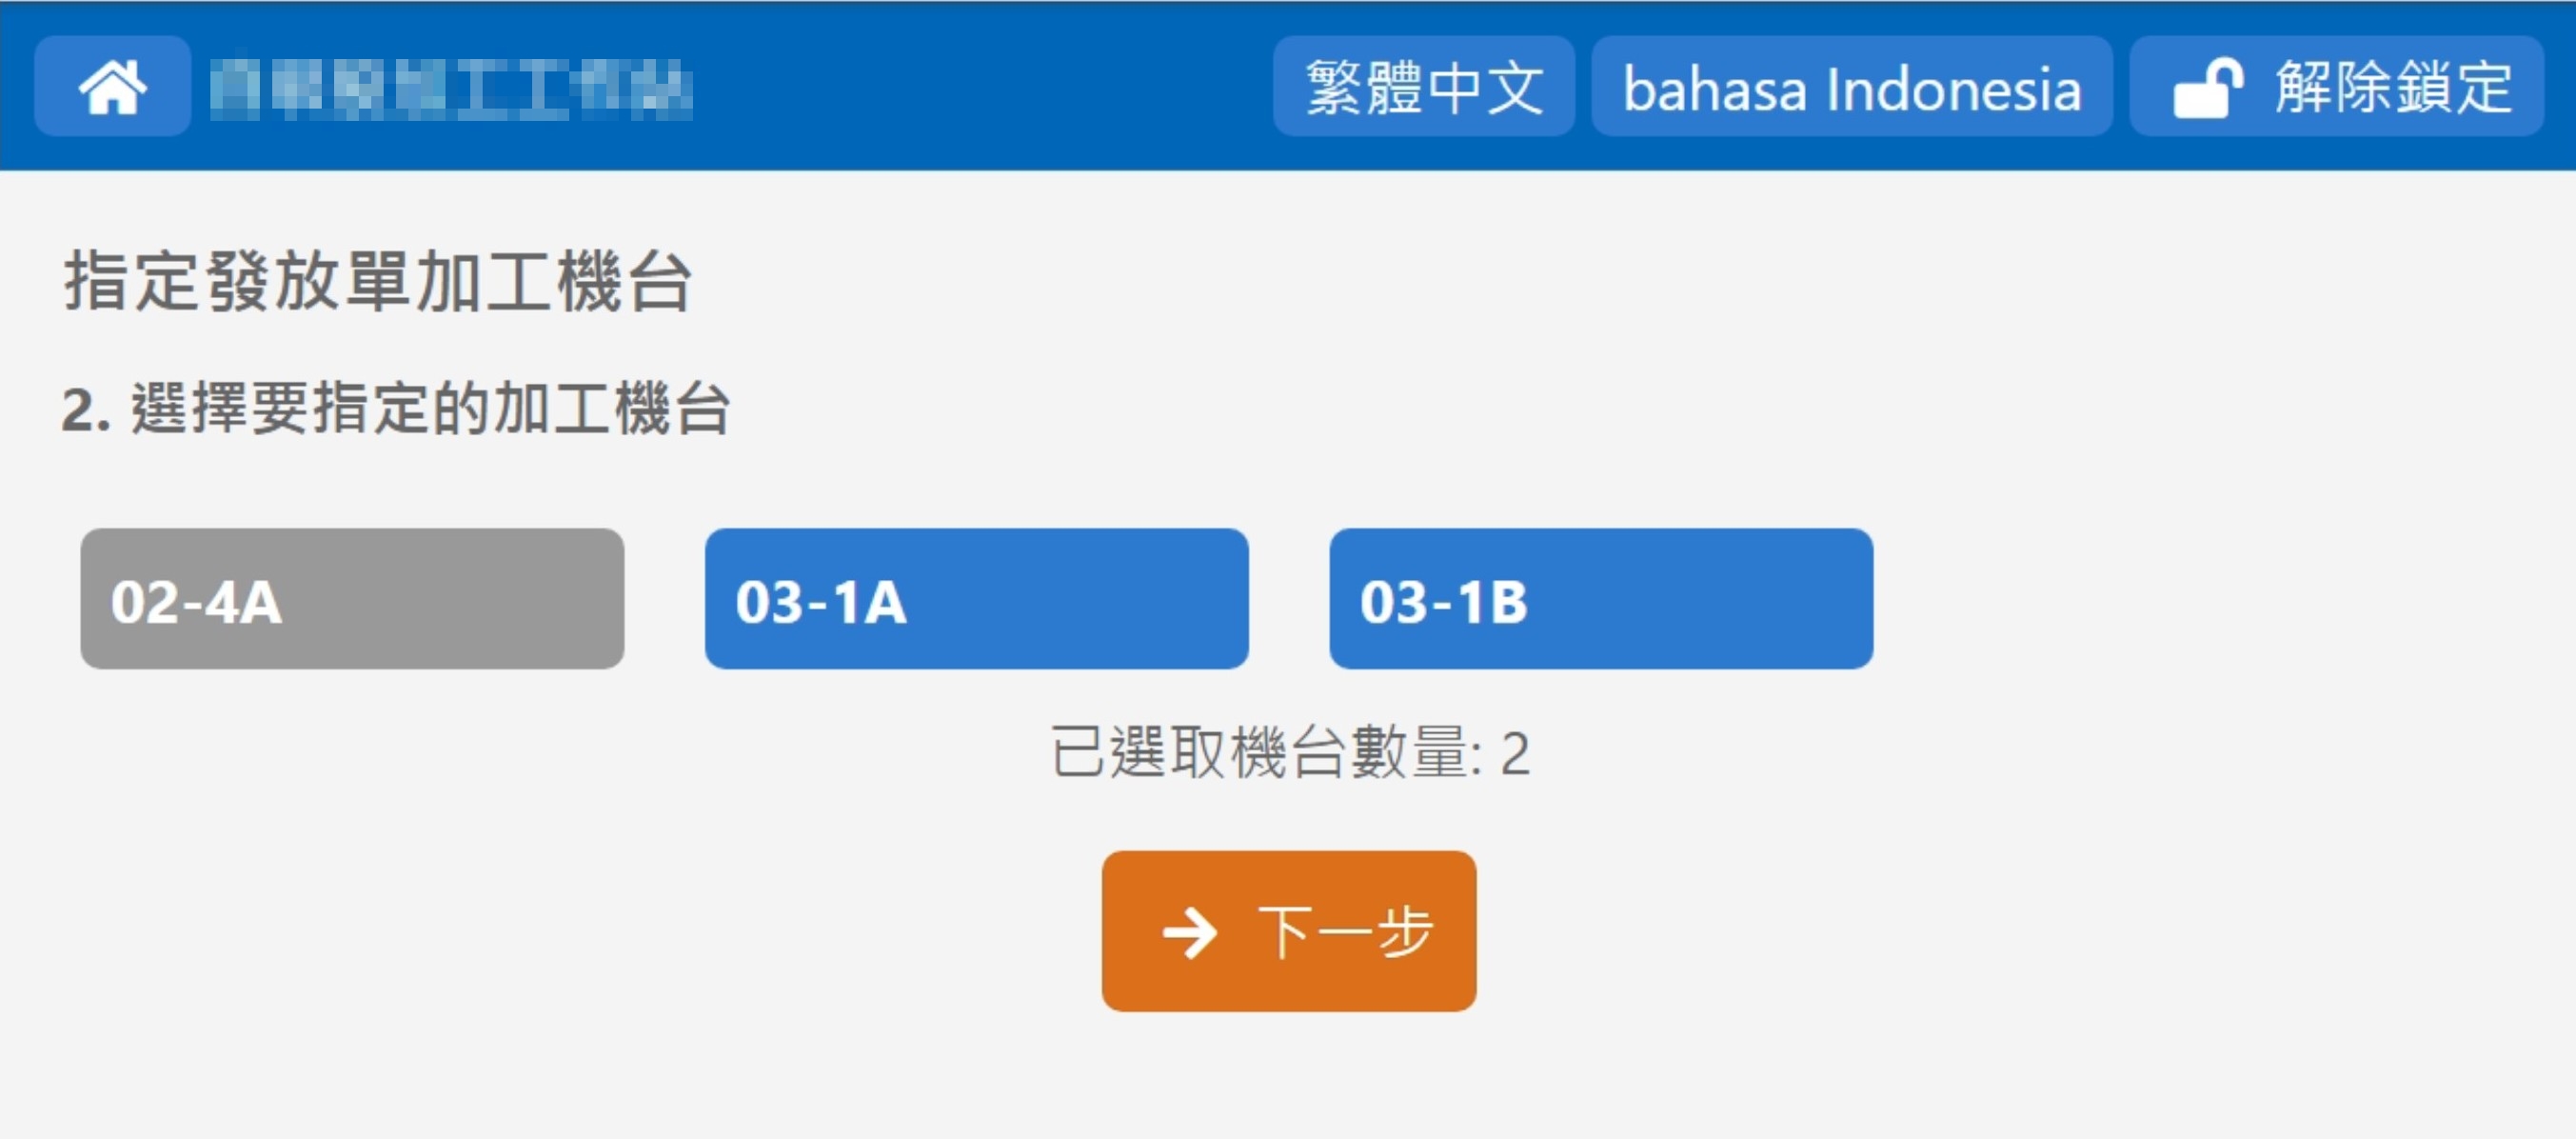 繁體中文 bahasa Indonesia 解除鎖定
指定發放單加工機台
2. 選擇要指定的加工機台
02-4A 03-1A 03-1B
已選取機台數量: 2
下一步